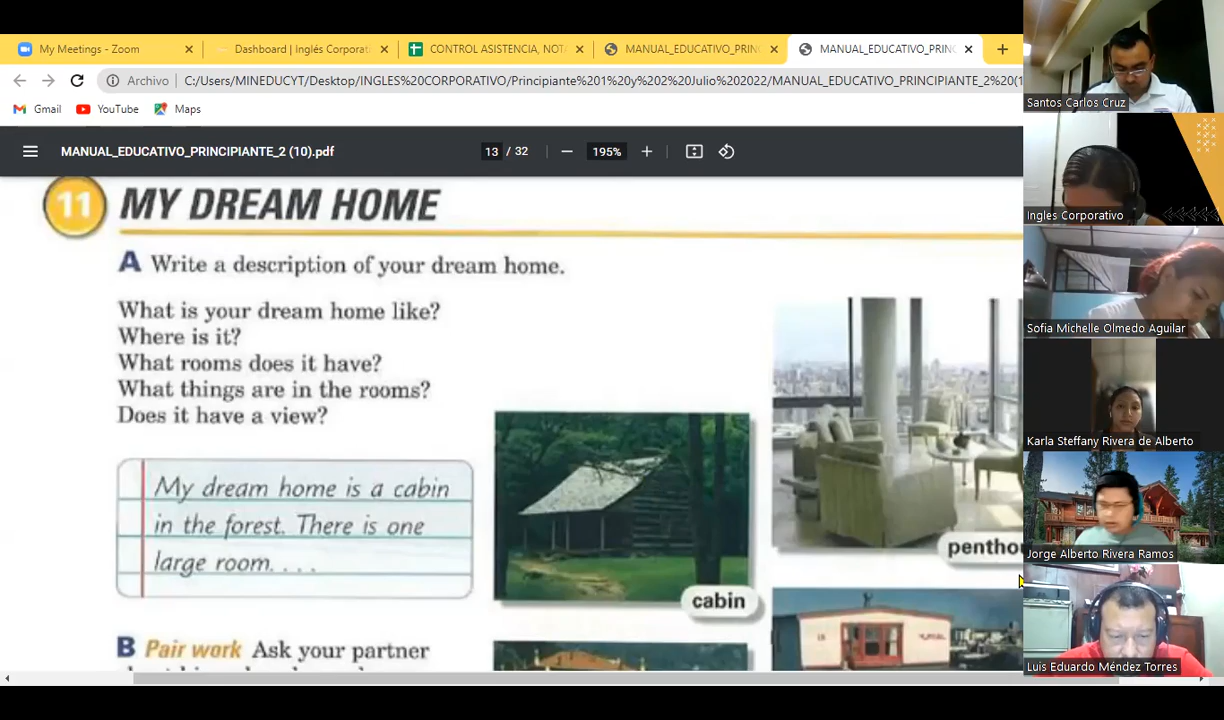 My Meetings - Zoom
Dashboard | Inglés Corporati
CONTROL ASISTENCIA, NOT
MANUAL_EDUCATIVO_PRIN
MANUAL_EDUCATIVO_PRIN
Archivo
C:/Users/MINEDUCYT/Desktop/INGLES%20CORPORATIVO/Principiante%201%20y%202%20Julio%202022/MANUAL_EDUCATIVO_PRINCIPIANTE_2%20(1
Gmail
YouTube
Maps
MANUAL_EDUCATIVO_PRINCIPIANTE_2 (10).pdf
13 / 32
195%
11 MY DREAM HOME
A Write a description of your dream home.
What is your dream home like?
Where is it?
What rooms does it have?
What things are in the rooms?
Does it have a view?
My dream home is a cabin
in the forest. There is one
large room. . . .
cabin
pentho
B Pair work Ask your partner
Santos Carlos Cruz
Ingles Corporativo
Sofia Michelle Olmedo Aguilar
Karla Steffany Rivera de Alberto
Jorge Alberto Rivera Ramos
Luis Eduardo Méndez Torres